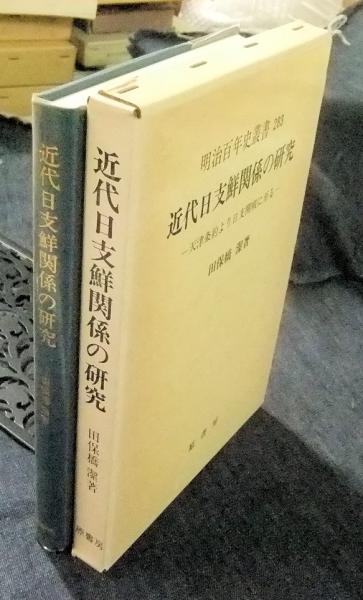 明治百年史叢書 283
近代日支鮮関係の研究
―天津条約より日支開戦に至る―
田保橋 潔著
原書房
近代日支鮮関係の研究
田保橋 潔著
原書房
近代日支鮮関係の研究